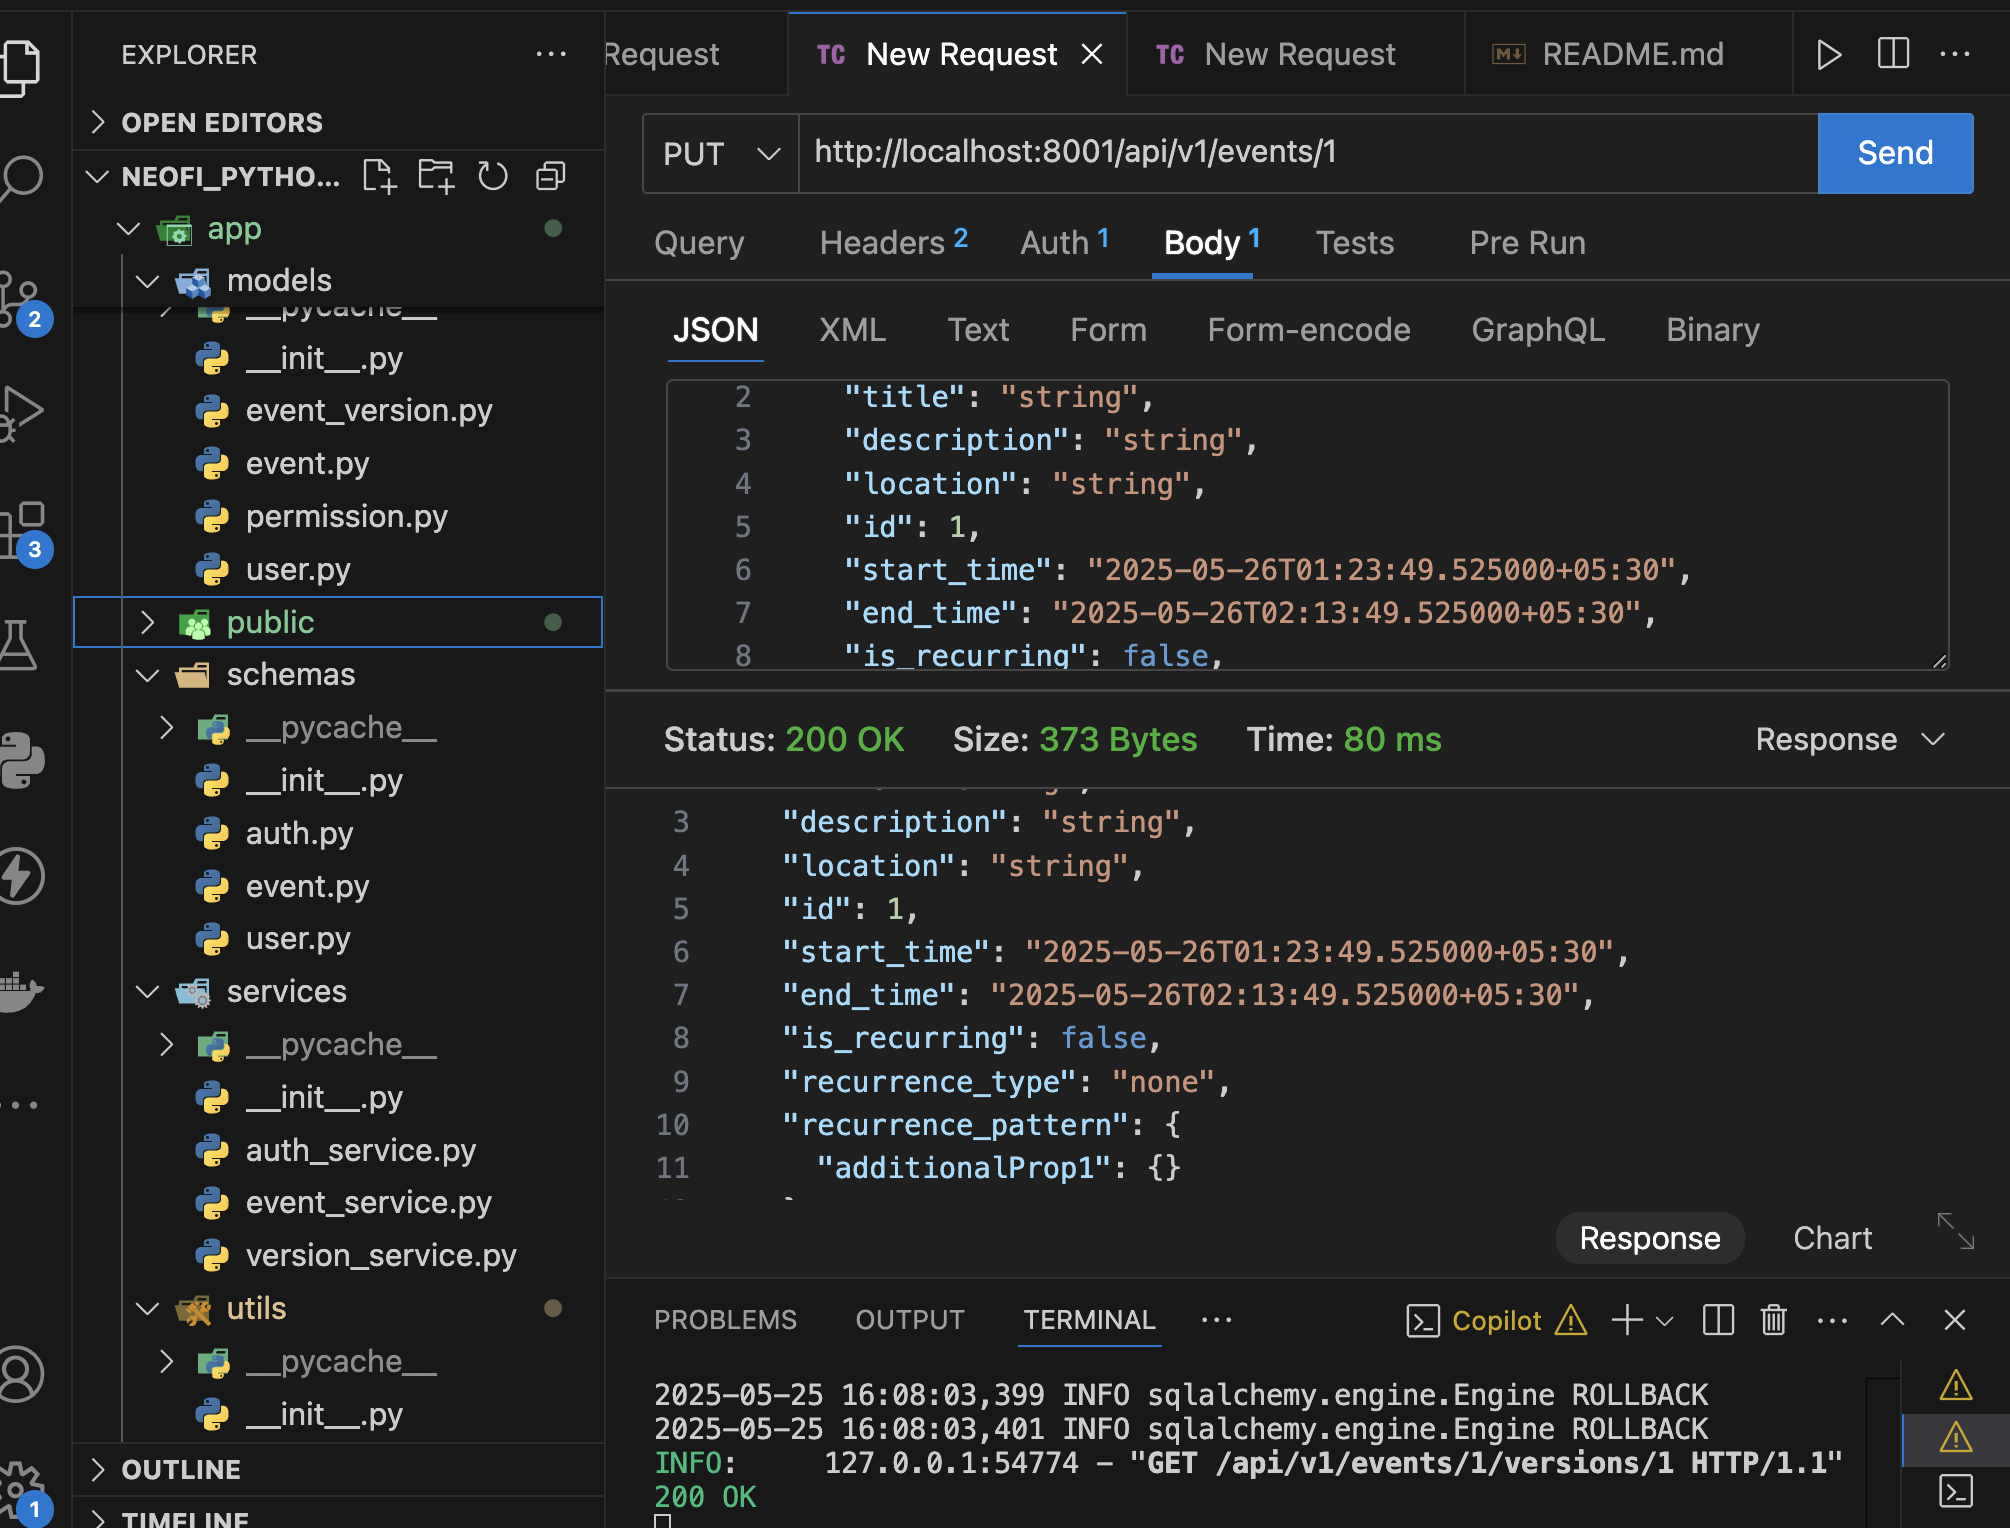 EXPLORER
OPEN EDITORS
NEOFI_PYTHO...
app
models
__pycache__
__init__.py
event_version.py
event.py
permission.py
user.py
public
schemas
__pycache__
__init__.py
auth.py
event.py
user.py
services
__pycache__
__init__.py
auth_service.py
event_service.py
version_service.py
utils
__pycache__
__init__.py
OUTLINE
TIMELINE
2
3
1
Request
TC New Request
TC New Request
README.md
PUT http://localhost:8001/api/v1/events/1 Send
Query Headers 2 Auth 1 Body 1 Tests Pre Run
JSON XML Text Form Form-encode GraphQL Binary
2 "title": "string",
3 "description": "string",
4 "location": "string",
5 "id": 1,
6 "start_time": "2025-05-26T01:23:49.525000+05:30",
7 "end_time": "2025-05-26T02:13:49.525000+05:30",
8 "is_recurring": false,
Status: 200 OK Size: 373 Bytes Time: 80 ms Response
3 "description": "string",
4 "location": "string",
5 "id": 1,
6 "start_time": "2025-05-26T01:23:49.525000+05:30",
7 "end_time": "2025-05-26T02:13:49.525000+05:30",
8 "is_recurring": false,
9 "recurrence_type": "none",
10 "recurrence_pattern": {
11 "additionalProp1": {}
Response Chart
PROBLEMS OUTPUT TERMINAL Copilot
2025-05-25 16:08:03,399 INFO sqlalchemy.engine.Engine ROLLBACK
2025-05-25 16:08:03,401 INFO sqlalchemy.engine.Engine ROLLBACK
INFO: 127.0.0.1:54774 - "GET /api/v1/events/1/versions/1 HTTP/1.1"
200 OK